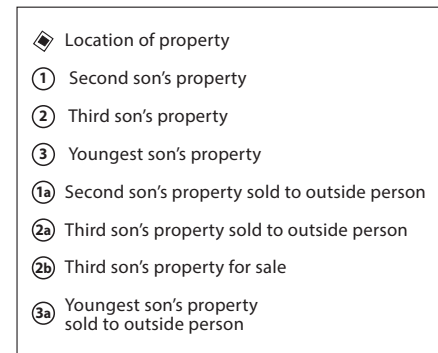 Location of property
1 Second son's property
2 Third son's property
3 Youngest son's property
1a Second son's property sold to outside person
2a Third son's property sold to outside person
2b Third son's property for sale
3a Youngest son's property
sold to outside person